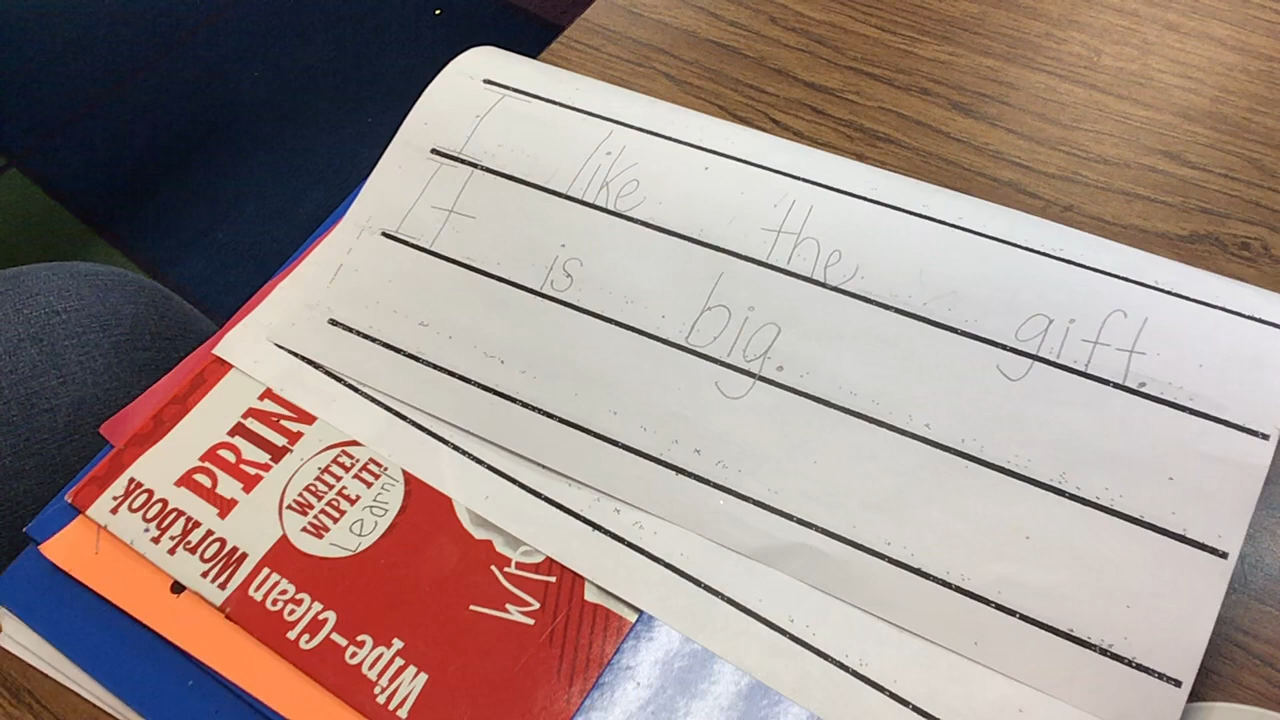 I like the gift.
It is big.
PRIN
WRITE!
WIPE IT!
Learn!
Workbook
Wipe-Clean